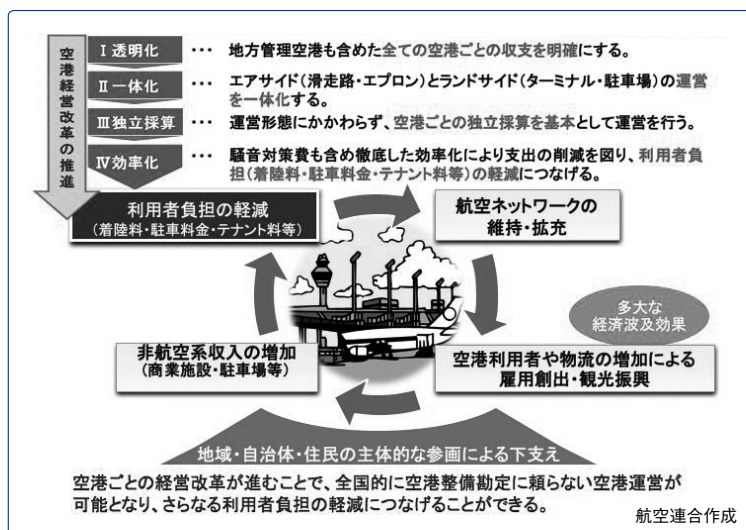 空港経営改革の推進
Ⅰ透明化 ･･･ 地方管理空港も含めた全ての空港ごとの収支を明確にする。
Ⅱ一体化 ･･･ エアサイド(滑走路・エプロン)とランドサイド(ターミナル・駐車場)の運営
を一体化する。
Ⅲ独立採算 ･･･ 運営形態にかかわらず、空港ごとの独立採算を基本として運営を行う。
Ⅳ効率化 ･･･ 騒音対策費も含め徹底した効率化により支出の削減を図り、利用者負
担(着陸料・駐車料金・テナント料等)の軽減につなげる。
利用者負担の軽減
(着陸料・駐車料金・テナント料等)
航空ネットワークの
維持・拡充
多大な
経済波及効果
非航空系収入の増加
(商業施設・駐車場等)
空港利用者や物流の増加による
雇用創出・観光振興
地域・自治体・住民の主体的な参画による下支え
空港ごとの経営改革が進むことで、全国的に空港整備勘定に頼らない空港運営が
可能となり、さらなる利用者負担の軽減につなげることができる。
航空連合作成